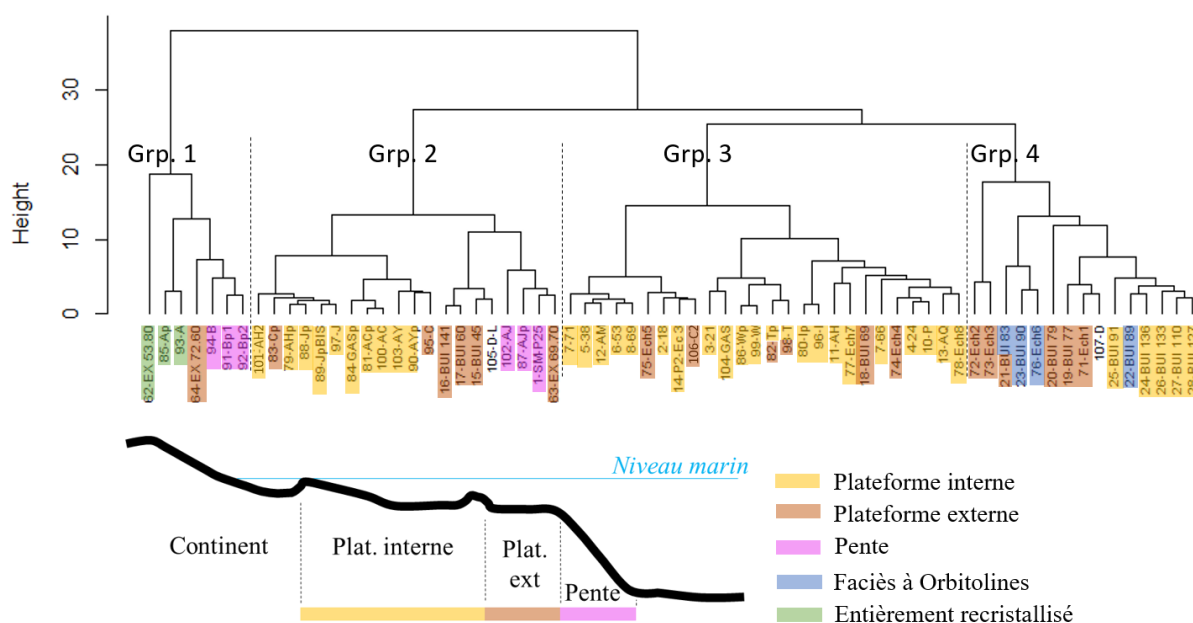 30
20
10
0
Height
Grp. 1
Grp. 2
Grp. 3
Grp. 4
62-EX 53.80
85-Ap
93-A
64-EX 72.60
94-B
91-Bp1
92-Bp2
101-AH2
83-Cp
79-AHp
88-Jp
89-JpBIS
97-J
84-GASp
81-ACp
100-AC
103-AY
90-AYp
95-C
16-BUI 141
17-BUI 60
15-BUI 45
105-D-L
102-AJ
87-AJp
1-SM-P25
63-EX 69.70
7-71
5-38
12-AM
6-53
8-69
75-Ech5
2-18
14-P2-Ec 3
106-C2
3-21
104-GAS
86-Wp
99-W
82-Tp
98-T
80-Ip
96-I
11-AH
77-Ech7
18-BUI 69
7-66
74-Ech4
4-24
10-P
13-AQ
78-Ech8
72-Ech2
73-Ech3
21-BUI 83
23-BUI 90
76-Ech6
20-BUI 79
19-BUI 77
71-Ech1
107-D
25-BUI 91
22-BUI 89
24-BUI 136
26-BUI 133
27-BUI 110
28-BUI 127
Niveau marin
Continent
Plat. interne
Plat.
ext
Pente
Plateforme interne
Plateforme externe
Pente
Faciès à Orbitolines
Entièrement recristallisé